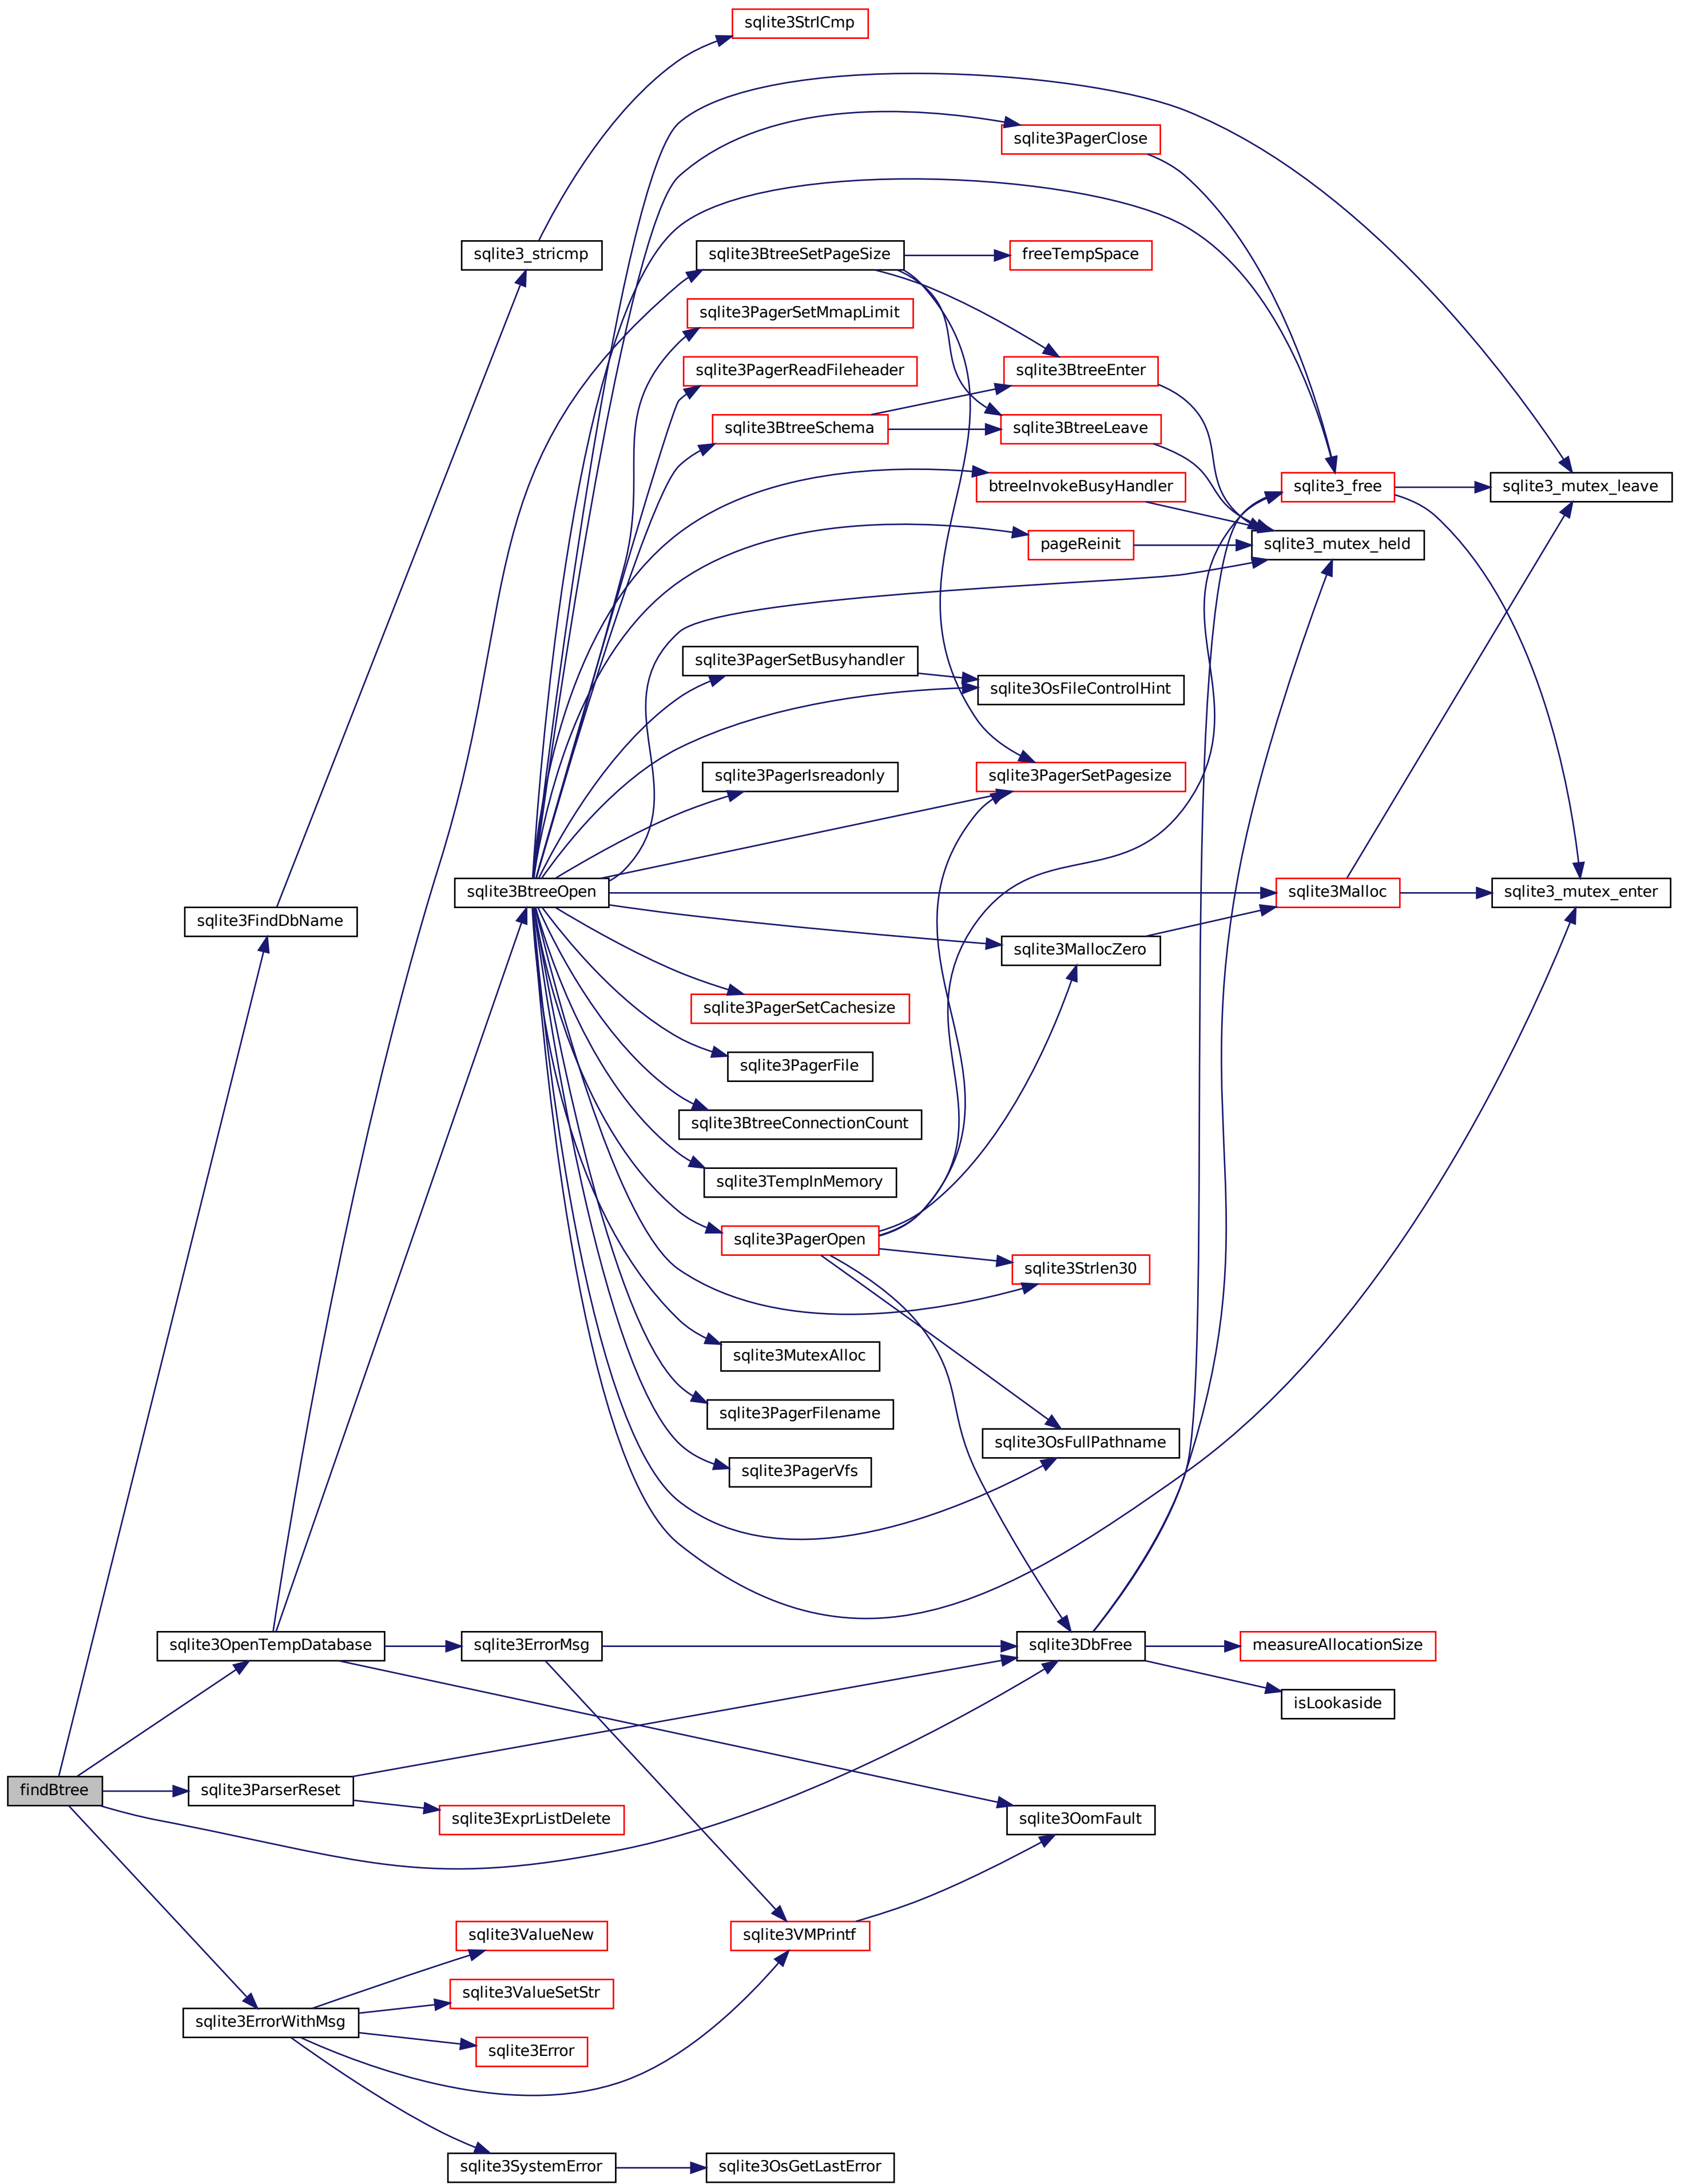 sqlite3StrICmp
sqlite3PagerClose
sqlite3_stricmp
sqlite3BtreeSetPageSize
freeTempSpace
sqlite3PagerSetMmapLimit
sqlite3PagerReadFileheader
sqlite3BtreeEnter
sqlite3BtreeSchema
sqlite3BtreeLeave
btreeInvokeBusyHandler
sqlite3_free
sqlite3_mutex_leave
pageReinit
sqlite3_mutex_held
sqlite3PagerSetBusyhandler
sqlite3OsFileControlHint
sqlite3PagerIsreadonly
sqlite3PagerSetPagesize
sqlite3BtreeOpen
sqlite3Malloc
sqlite3_mutex_enter
sqlite3FindDbName
sqlite3MallocZero
sqlite3PagerSetCachesize
sqlite3PagerFile
sqlite3BtreeConnectionCount
sqlite3TempInMemory
sqlite3PagerOpen
sqlite3Strlen30
sqlite3MutexAlloc
sqlite3PagerFilename
sqlite3OsFullPathname
sqlite3PagerVfs
sqlite3OpenTempDatabase
sqlite3ErrorMsg
sqlite3DbFree
measureAllocationSize
isLookaside
findBtree
sqlite3ParserReset
sqlite3ExprListDelete
sqlite3OomFault
sqlite3ValueNew
sqlite3VMPrintf
sqlite3ValueSetStr
sqlite3ErrorWithMsg
sqlite3Error
sqlite3SystemError
sqlite3OsGetLastError